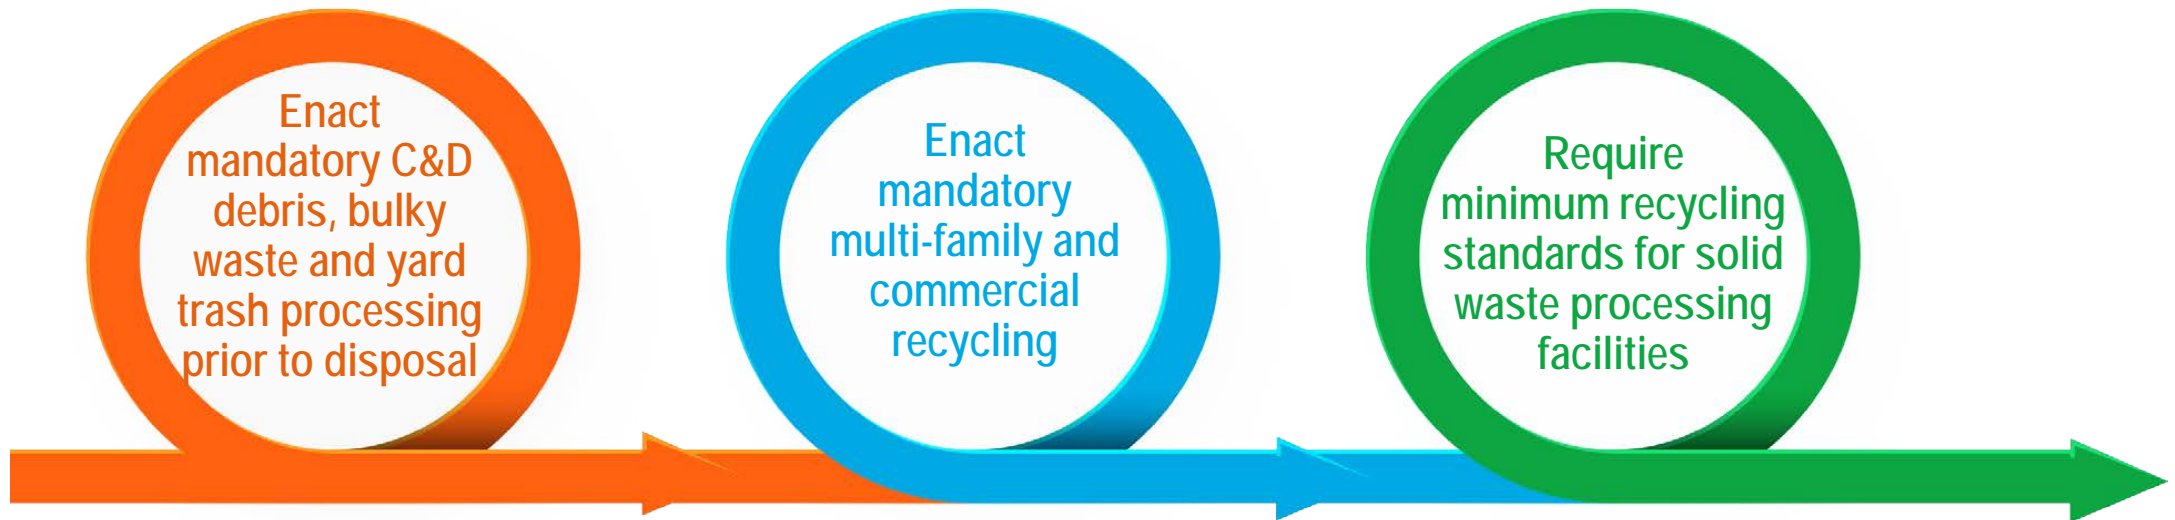 Enact
mandatory C&D
debris, bulky
waste and yard
trash processing
prior to disposal
Enact
mandatory
multi-family and
commercial
recycling
Require
minimum recycling
standards for solid
waste processing
facilities